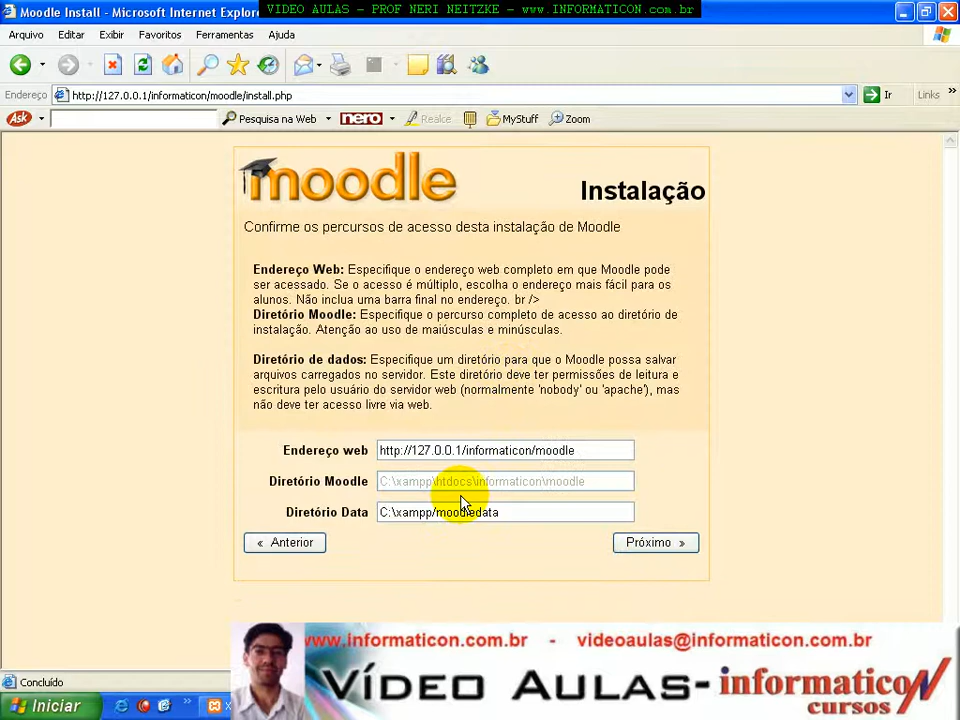 Moodle Install - Microsoft Internet Explore
VIDEO AULAS - PROF NERI NEITZKE - www.INFORMATICON.com.br
Arquivo Editar Exibir Favoritos Ferramentas Ajuda
Endereço http://127.0.0.1/informaticon/moodle/install.php Ir Links »
Ask Pesquisa na Web nero Realce MyStuff Zoom
moodle Instalação
Confirme os percursos de acesso desta instalação de Moodle
Endereço Web: Especifique o endereço web completo em que Moodle pode
ser acessado. Se o acesso é múltiplo, escolha o endereço mais fácil para os
alunos. Não inclua uma barra final no endereço. br />
Diretório Moodle: Especifique o percurso completo de acesso ao diretório de
instalação. Atenção ao uso de maiúsculas e minúsculas.
Diretório de dados: Especifique um diretório para que o Moodle possa salvar
arquivos carregados no servidor. Este diretório deve ter permissões de leitura e
escritura pelo usuário do servidor web (normalmente 'nobody' ou 'apache'), mas
não deve ter acesso livre via web.
Endereço web http://127.0.0.1/informaticon/moodle
Diretório Moodle C:\xampp\htdocs\informaticon\moodle
Diretório Data C:\xampp/moodledata
« Anterior Próximo »
www.informaticon.com.br - videoaulas@informaticon.com.br
Concluído
VÍDEO AULAS- informaticon
cursos
Iniciar »